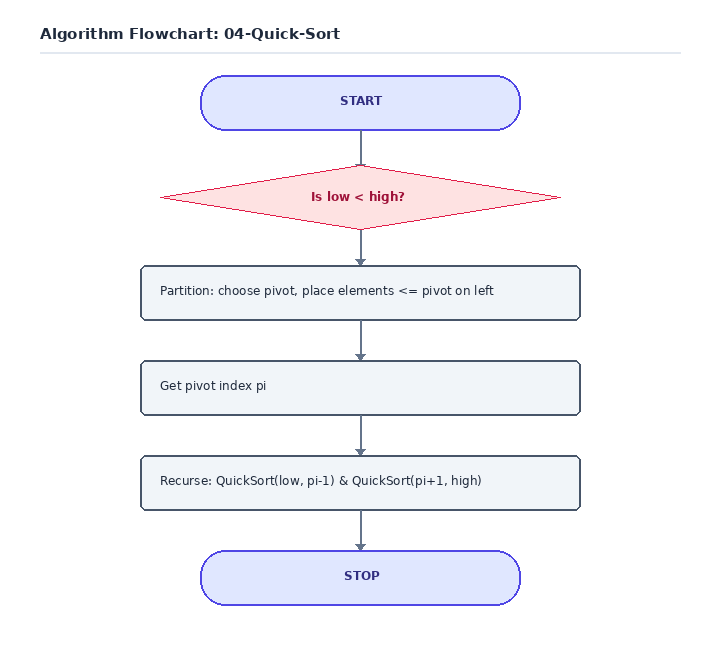 Algorithm Flowchart: 04-Quick-Sort
START
Is low < high?
Partition: choose pivot, place elements <= pivot on left
Get pivot index pi
Recurse: QuickSort(low, pi-1) & QuickSort(pi+1, high)
STOP